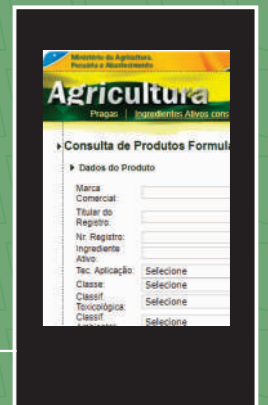 Ministério da Agricultura,
Pecuária e Abastecimento
Agricultura
Pragas | Ingredientes Ativos cons
Consulta de Produtos Formula
Dados do Produto
Marca
Comercial:
Titular do
Registro:
Nr. Registro:
Ingrediente
Ativo:
Tec. Aplicação: Selecione
Classe: Selecione
Classif.
Toxicológica: Selecione
Classif.
Ambiental: Selecione